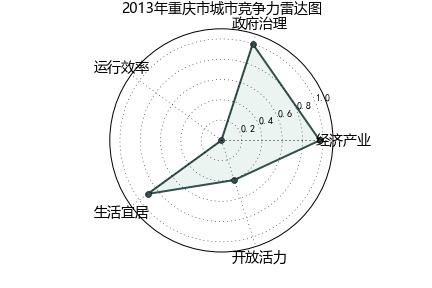 2013年重庆市城市竞争力雷达图
政府治理
运行效率
1.0
0.8
0.6
0.4
0.2
经济产业
生活宜居
开放活力